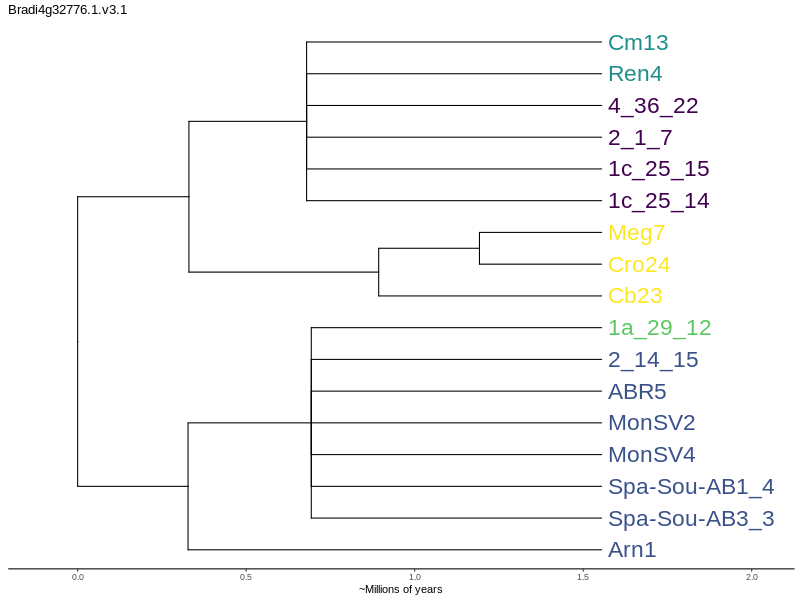 Bradi4g32776.1.v3.1
Cm13
Ren4
4_36_22
2_1_7
1c_25_15
1c_25_14
Meg7
Cro24
Cb23
1a_29_12
2_14_15
ABR5
MonSV2
MonSV4
Spa-Sou-AB1_4
Spa-Sou-AB3_3
Arn1
0.0 0.5 1.0 1.5 2.0
~Millions of years